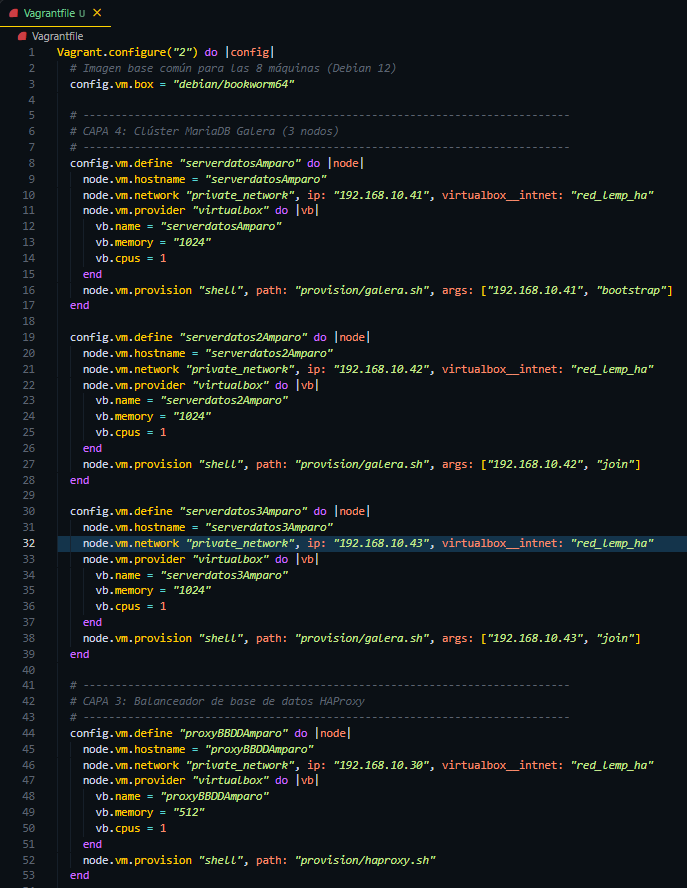 Vagrantfile U ×
Vagrantfile
1 Vagrant.configure("2") do |config|
2 # Imagen base común para las 8 máquinas (Debian 12)
3 config.vm.box = "debian/bookworm64"
4
5 # ---------------------------------------------------------------------------
6 # CAPA 4: Clúster MariaDB Galera (3 nodos)
7 # ---------------------------------------------------------------------------
8 config.vm.define "serverdatosAmparo" do |node|
9 node.vm.hostname = "serverdatosAmparo"
10 node.vm.network "private_network", ip: "192.168.10.41", virtualbox__intnet: "red_lemp_ha"
11 node.vm.provider "virtualbox" do |vb|
12 vb.name = "serverdatosAmparo"
13 vb.memory = "1024"
14 vb.cpus = 1
15 end
16 node.vm.provision "shell", path: "provision/galera.sh", args: ["192.168.10.41", "bootstrap"]
17 end
18
19 config.vm.define "serverdatos2Amparo" do |node|
20 node.vm.hostname = "serverdatos2Amparo"
21 node.vm.network "private_network", ip: "192.168.10.42", virtualbox__intnet: "red_lemp_ha"
22 node.vm.provider "virtualbox" do |vb|
23 vb.name = "serverdatos2Amparo"
24 vb.memory = "1024"
25 vb.cpus = 1
26 end
27 node.vm.provision "shell", path: "provision/galera.sh", args: ["192.168.10.42", "join"]
28 end
29
30 config.vm.define "serverdatos3Amparo" do |node|
31 node.vm.hostname = "serverdatos3Amparo"
32 node.vm.network "private_network", ip: "192.168.10.43", virtualbox__intnet: "red_lemp_ha"
33 node.vm.provider "virtualbox" do |vb|
34 vb.name = "serverdatos3Amparo"
35 vb.memory = "1024"
36 vb.cpus = 1
37 end
38 node.vm.provision "shell", path: "provision/galera.sh", args: ["192.168.10.43", "join"]
39 end
40
41 # ---------------------------------------------------------------------------
42 # CAPA 3: Balanceador de base de datos HAProxy
43 # ---------------------------------------------------------------------------
44 config.vm.define "proxyBBDDAmparo" do |node|
45 node.vm.hostname = "proxyBBDDAmparo"
46 node.vm.network "private_network", ip: "192.168.10.30", virtualbox__intnet: "red_lemp_ha"
47 node.vm.provider "virtualbox" do |vb|
48 vb.name = "proxyBBDDAmparo"
49 vb.memory = "512"
50 vb.cpus = 1
51 end
52 node.vm.provision "shell", path: "provision/haproxy.sh"
53 end